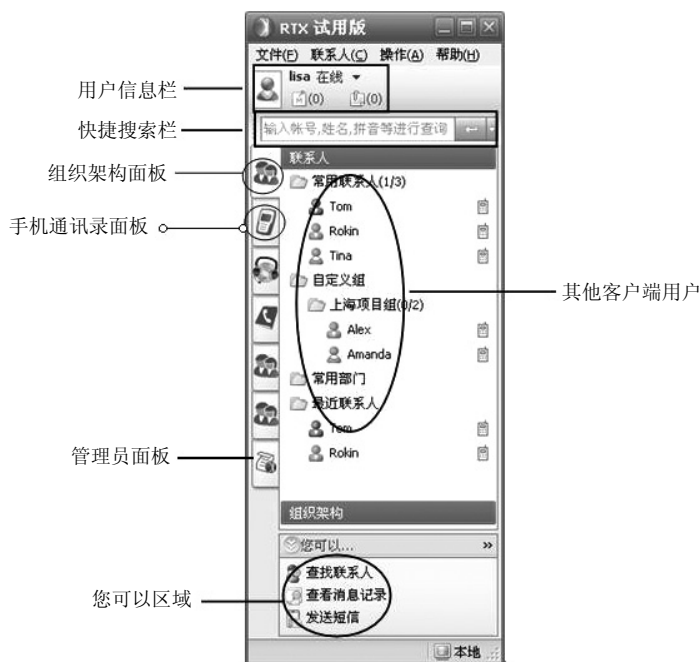 RTX 试用版
文件(F) 联系人(C) 操作(A) 帮助(H)
lisa 在线
(0) (0)
用户信息栏
输入帐号,姓名,拼音等进行查询
快捷搜索栏
联系人
组织架构面板
常用联系人(1/3)
Tom
手机通讯录面板
Rokin
Tina
自定义组
其他客户端用户
上海项目组(0/2)
Alex
Amanda
常用部门
最近联系人
Tom
Rokin
管理员面板
组织架构
您可以... »
查找联系人
查看消息记录
您可以区域
发送短信
本地